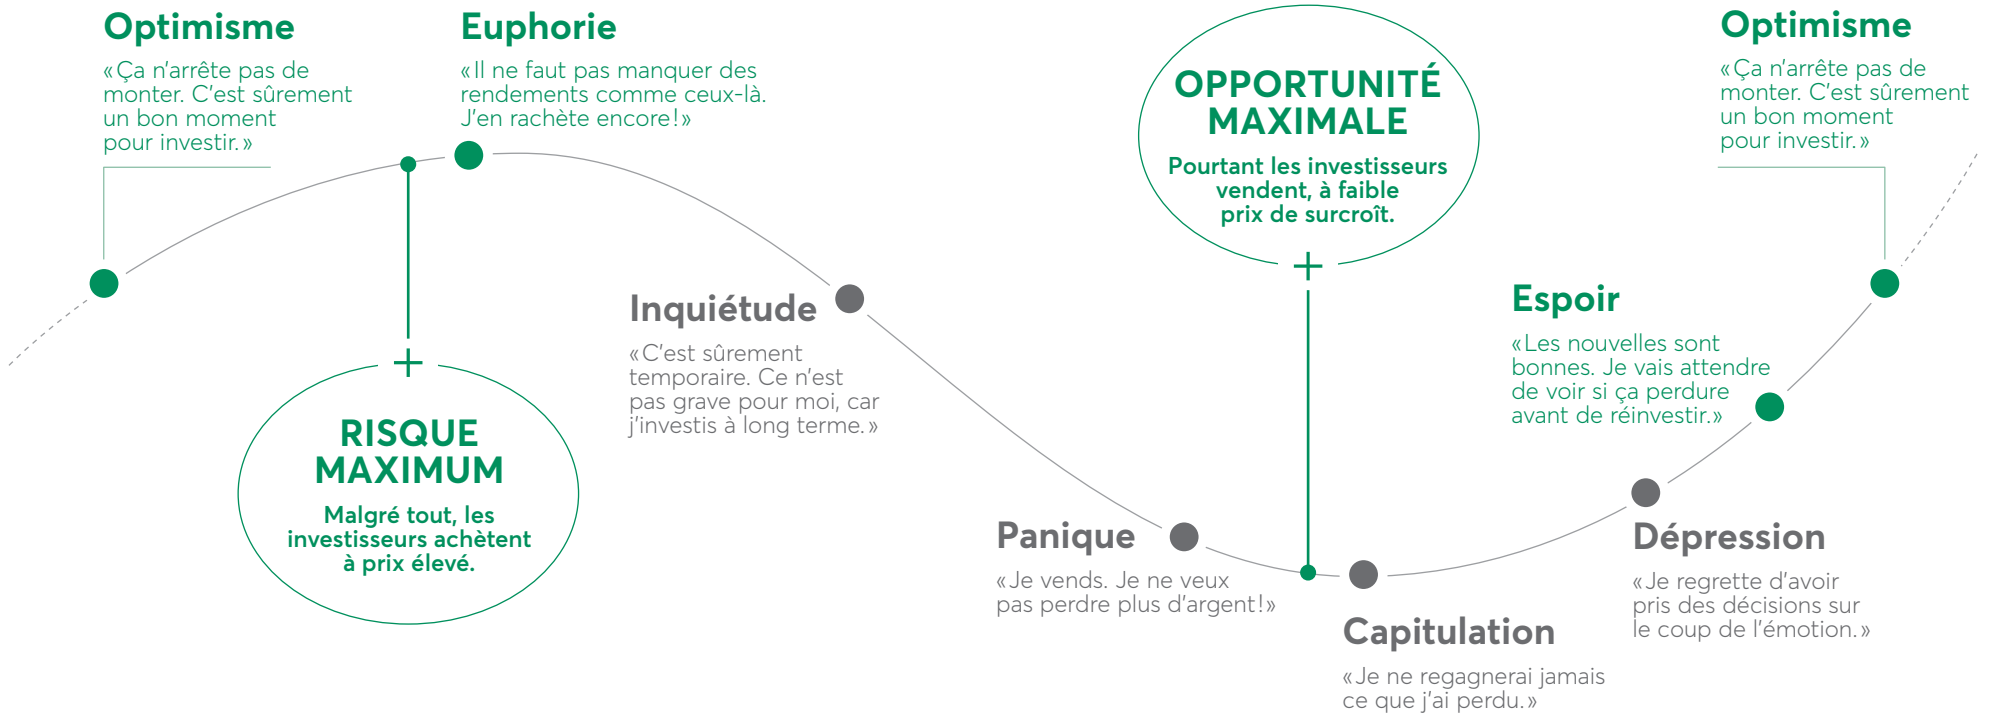 Optimisme
«Ça n'arrête pas de
monter. C'est sûrement
un bon moment
pour investir.»
Euphorie
«Il ne faut pas manquer des
rendements comme ceux-là.
J'en rachète encore!»
RISQUE
MAXIMUM
Malgré tout, les
investisseurs achètent
à prix élevé.
Inquiétude
«C'est sûrement
temporaire. Ce n'est
pas grave pour moi, car
j'investis à long terme.»
Panique
«Je vends. Je ne veux
pas perdre plus d'argent!»
OPPORTUNITÉ
MAXIMALE
Pourtant les investisseurs
vendent, à faible
prix de surcroît.
Capitulation
«Je ne regagnerai jamais
ce que j'ai perdu.»
Dépression
«Je regrette d'avoir
pris des décisions sur
le coup de l'émotion.»
Espoir
«Les nouvelles sont
bonnes. Je vais attendre
de voir si ça perdure
avant de réinvestir.»
Optimisme
«Ça n'arrête pas de
monter. C'est sûrement
un bon moment
pour investir.»